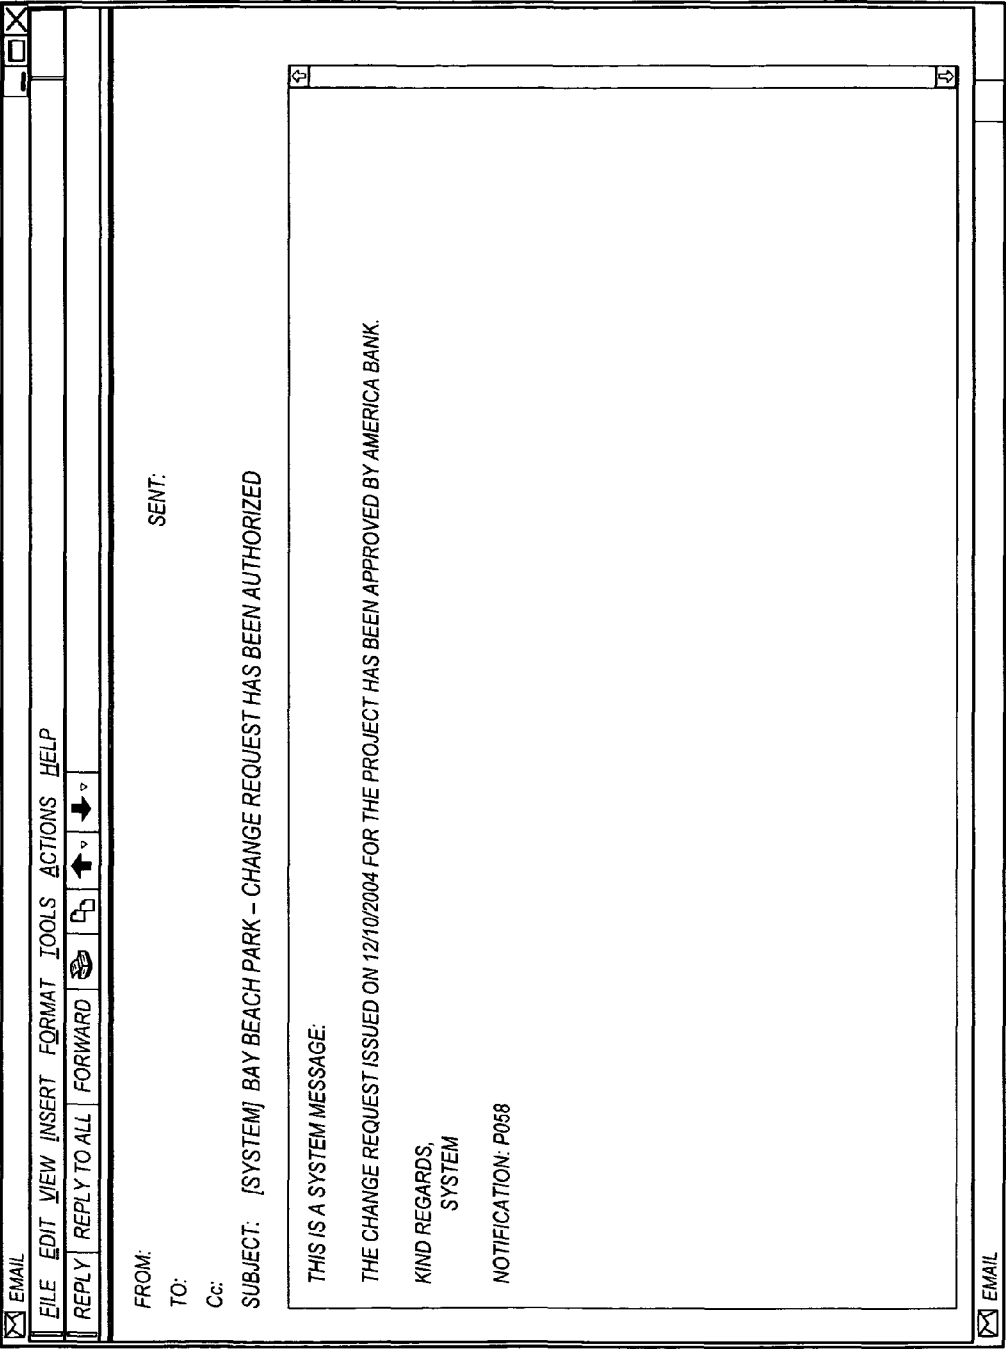 EMAIL
FILE EDIT VIEW INSERT FORMAT TOOLS ACTIONS HELP
REPLY REPLY TO ALL FORWARD
FROM: SENT:
TO:
Cc:
SUBJECT: [SYSTEM] BAY BEACH PARK – CHANGE REQUEST HAS BEEN AUTHORIZED
THIS IS A SYSTEM MESSAGE:
THE CHANGE REQUEST ISSUED ON 12/10/2004 FOR THE PROJECT HAS BEEN APPROVED BY AMERICA BANK.
KIND REGARDS,
SYSTEM
NOTIFICATION: P058
EMAIL